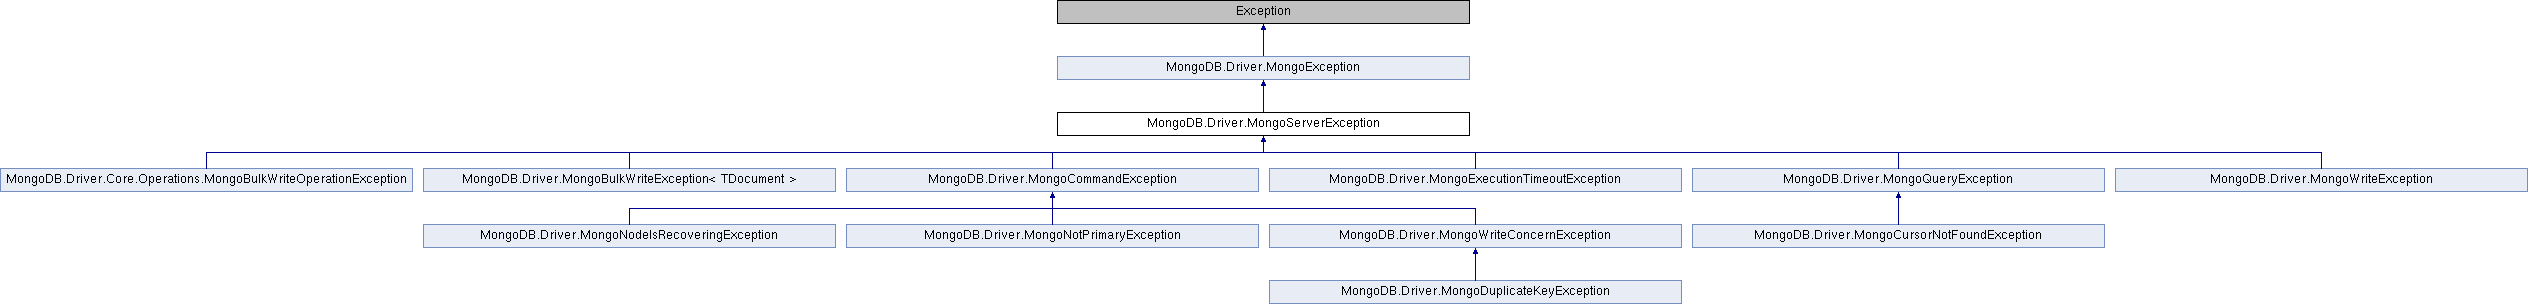 Exception
MongoDB.Driver.MongoException
MongoDB.Driver.MongoServerException
MongoDB.Driver.Core.Operations.MongoBulkWriteOperationException
MongoDB.Driver.MongoBulkWriteException< TDocument >
MongoDB.Driver.MongoCommandException
MongoDB.Driver.MongoExecutionTimeoutException
MongoDB.Driver.MongoQueryException
MongoDB.Driver.MongoWriteException
MongoDB.Driver.MongoNodeIsRecoveringException
MongoDB.Driver.MongoNotPrimaryException
MongoDB.Driver.MongoWriteConcernException
MongoDB.Driver.MongoCursorNotFoundException
MongoDB.Driver.MongoDuplicateKeyException